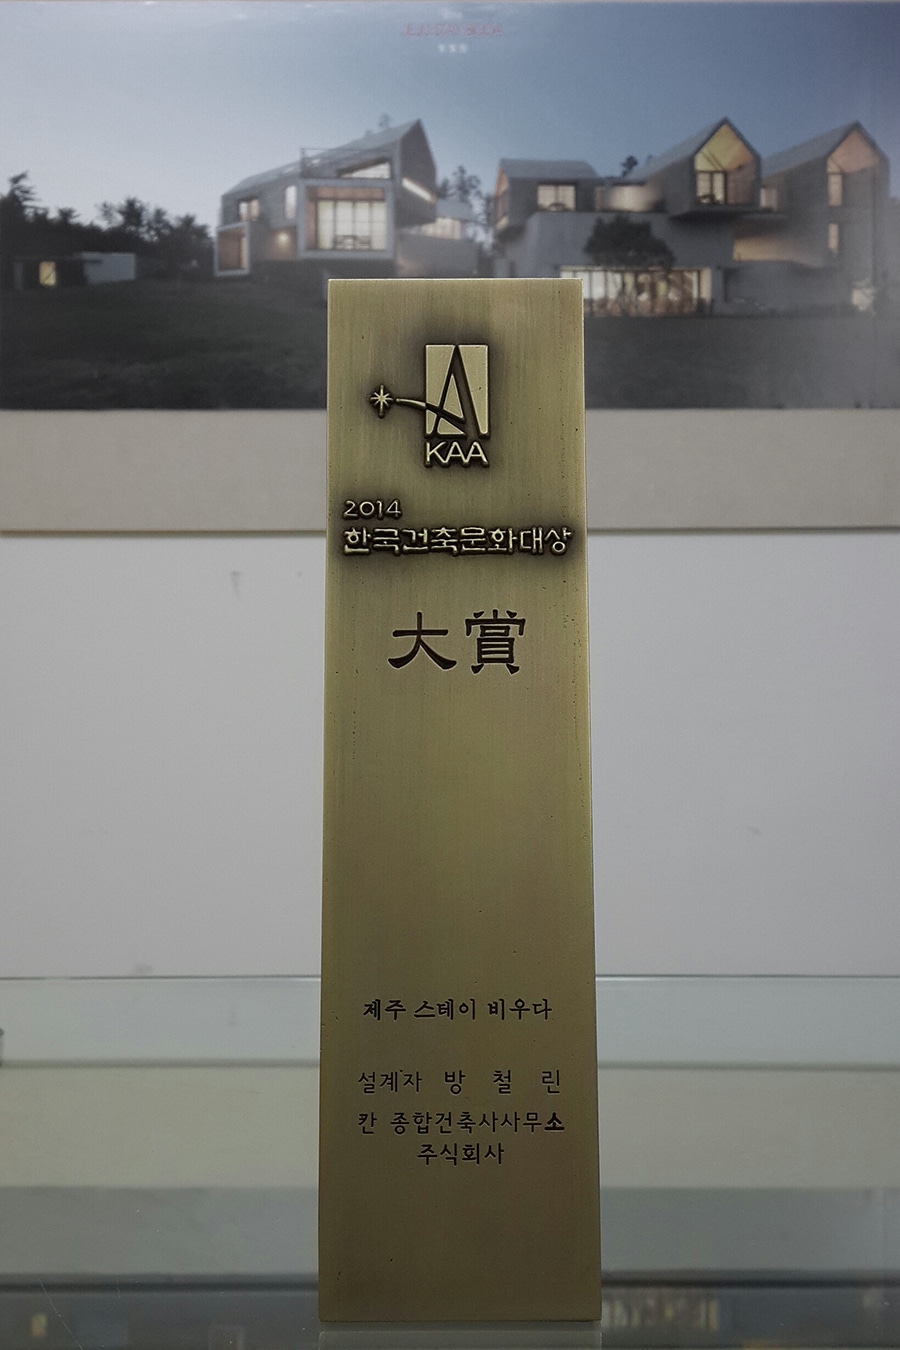 KAA
2014
한국건축문화대상
大賞
제주 스테이 비우다
설계자 방 철 린
칸 종합건축사사무소
주식회사